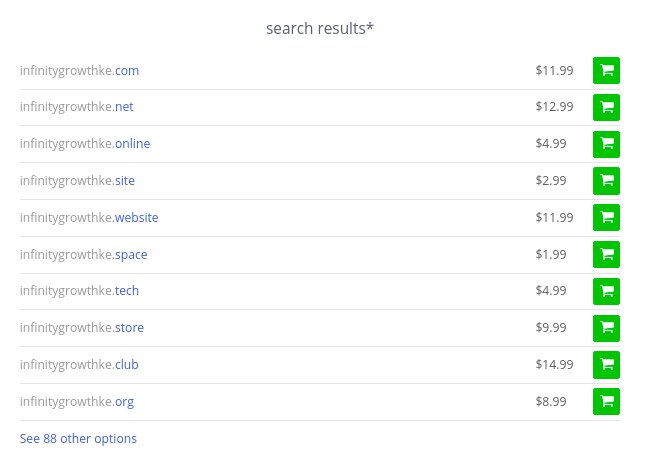 search results*
infinitygrowthke.com $11.99
infinitygrowthke.net $12.99
infinitygrowthke.online $4.99
infinitygrowthke.site $2.99
infinitygrowthke.website $11.99
infinitygrowthke.space $1.99
infinitygrowthke.tech $4.99
infinitygrowthke.store $9.99
infinitygrowthke.club $14.99
infinitygrowthke.org $8.99
See 88 other options